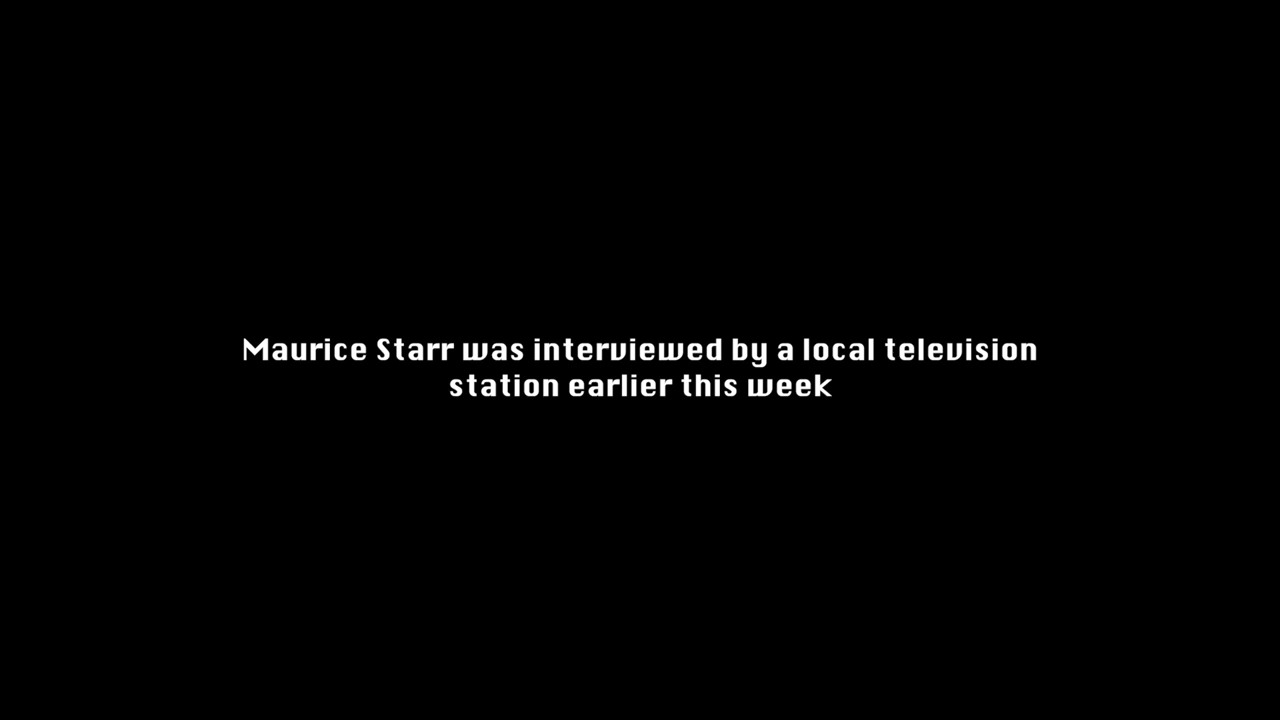 Maurice Starr was interviewed by a local television
station earlier this week